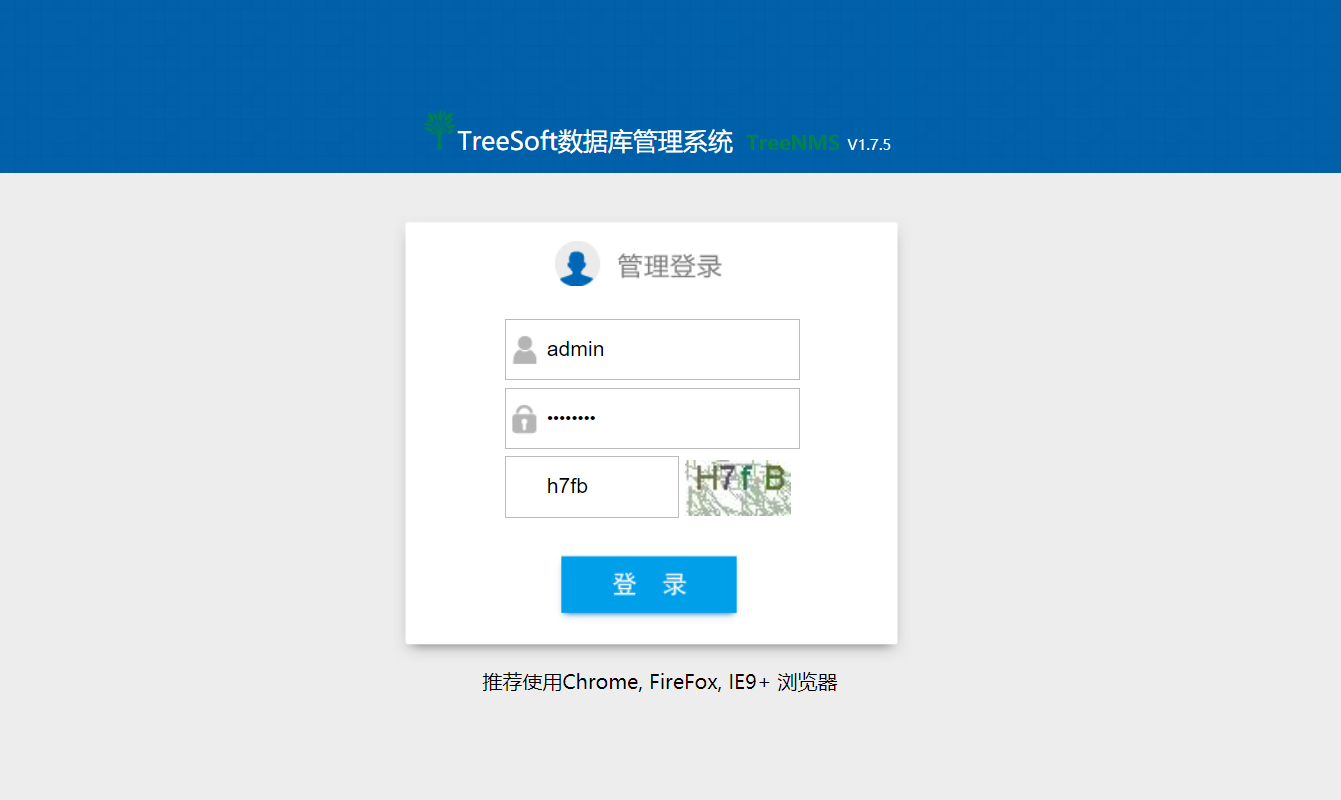 TreeSoft数据库管理系统 TreeNMS V1.7.5
管理登录
admin
••••••••
h7fb H7fB
登 录
推荐使用Chrome, FireFox, IE9+ 浏览器